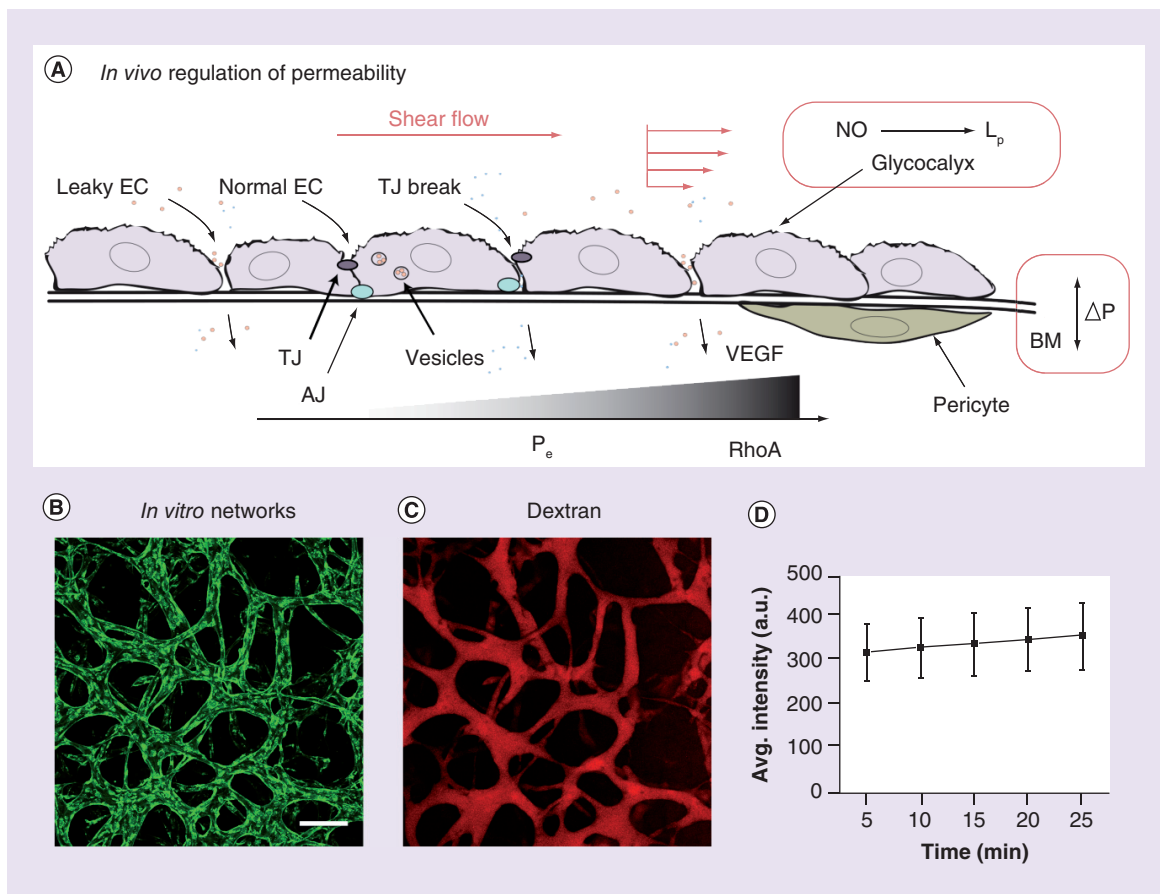 A In vivo regulation of permeability
Shear flow
NO
L_p
Glycocalyx
Leaky EC
Normal EC
TJ break
TJ
AJ
Vesicles
VEGF
BM
△P
Pericyte
P_e
RhoA
B In vitro networks
C Dextran
D
Avg. intensity (a.u.)
500
400
300
200
100
0
5 10 15 20 25
Time (min)